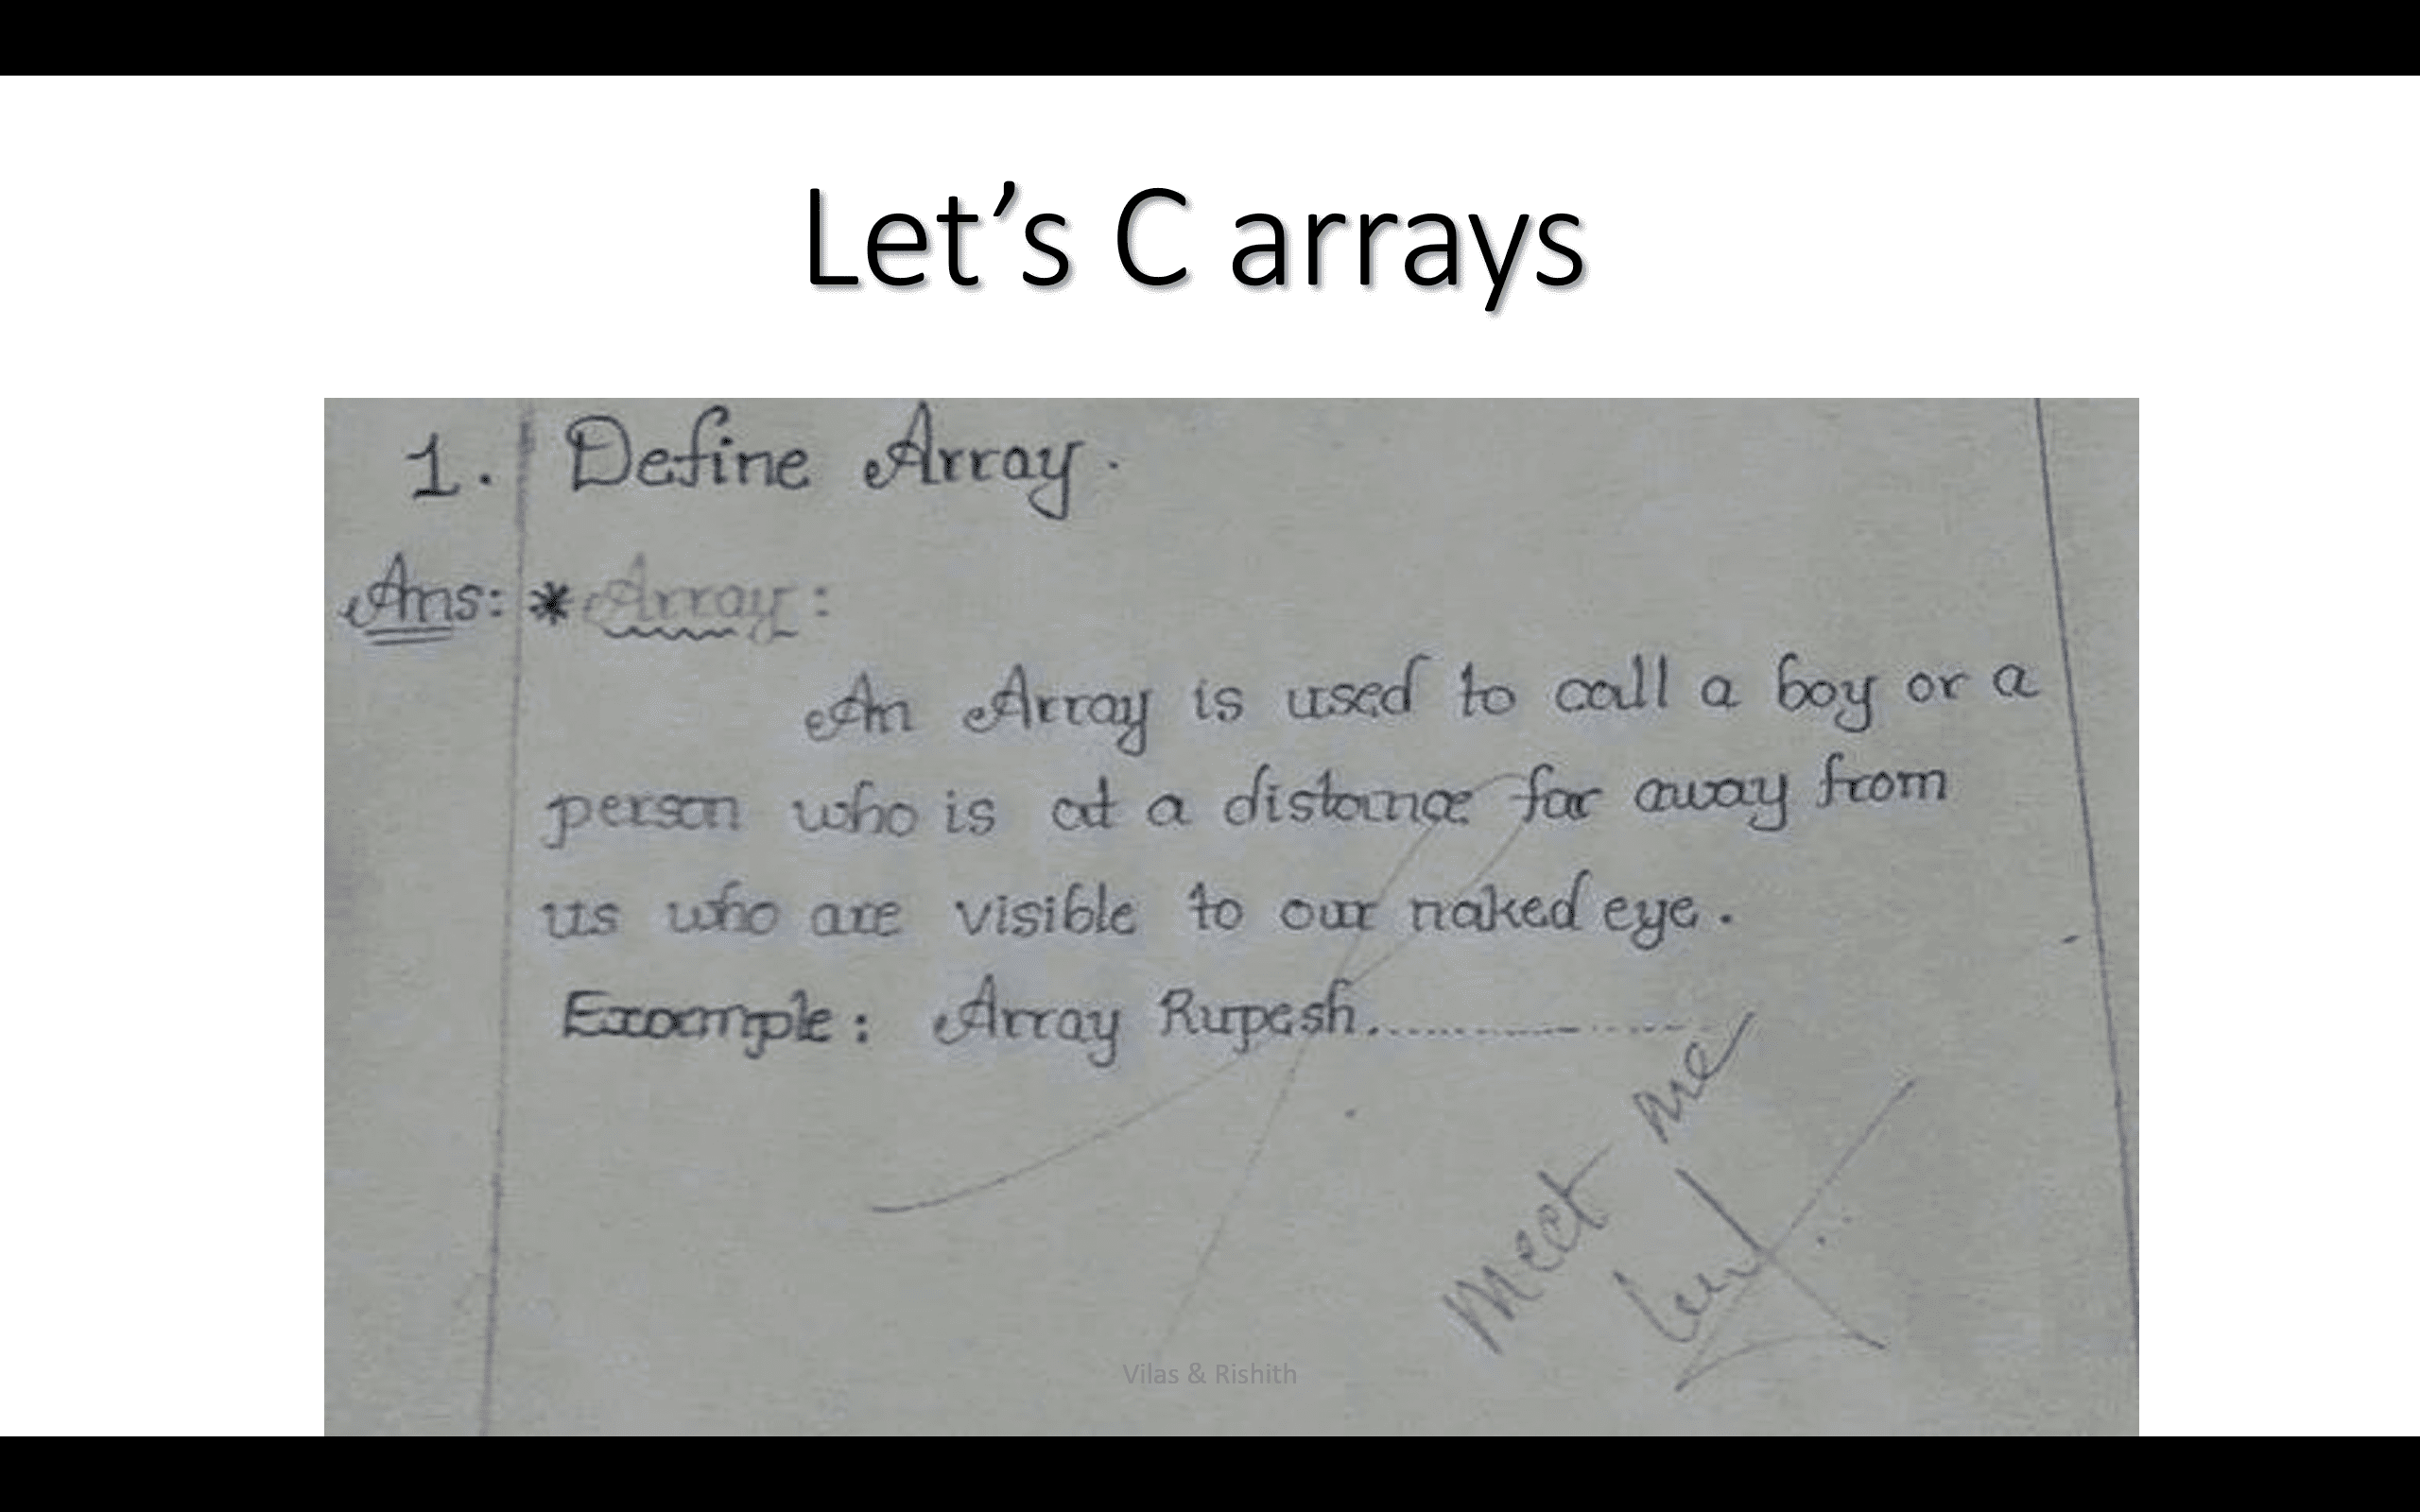 Let’s C arrays
1. Define Array.
Ans: * Array:
An Array is used to call a boy or a
person who is at a distance far away from
us who are visible to our naked eye.
Example: Array Rupesh...............
Meet me
Vilas & Rishith